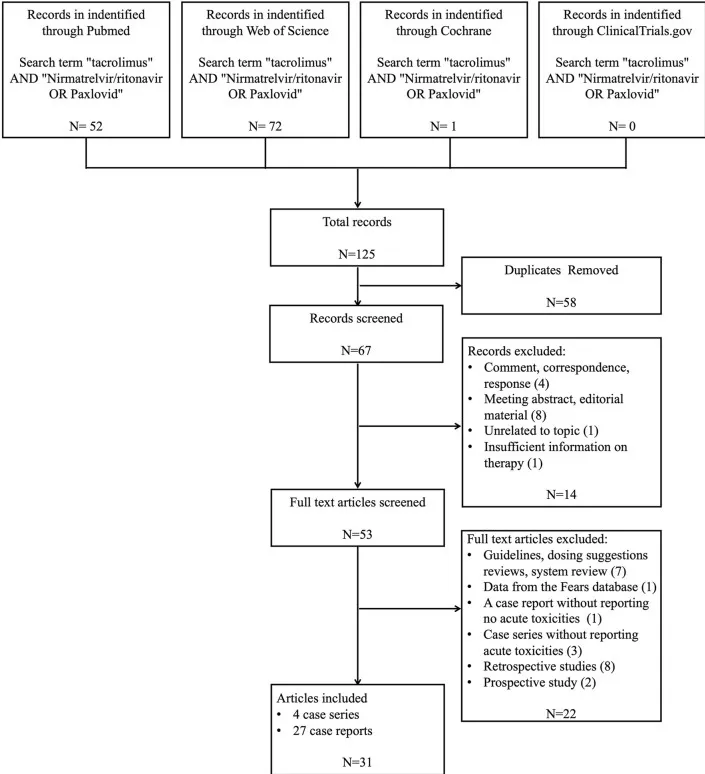 Records in indentified
through Pubmed
Search term "tacrolimus"
AND "Nirmatrelvir/ritonavir
OR Paxlovid"
N= 52
Records in indentified
through Web of Science
Search term "tacrolimus"
AND "Nirmatrelvir/ritonavir
OR Paxlovid"
N= 72
Records in indentified
through Cochrane
Search term "tacrolimus"
AND "Nirmatrelvir/ritonavir
OR Paxlovid"
N= 1
Records in indentified
through ClinicalTrials.gov
Search term "tacrolimus"
AND "Nirmatrelvir/ritonavir
OR Paxlovid"
N= 0
Total records
N=125
Duplicates Removed
N=58
Records screened
N=67
Records excluded:
• Comment, correspondence,
response (4)
• Meeting abstract, editorial
material (8)
• Unrelated to topic (1)
• Insufficient information on
therapy (1)
N=14
Full text articles screened
N=53
Full text articles excluded:
• Guidelines, dosing suggestions
reviews, system review (7)
• Data from the Fears database (1)
• A case report without reporting
no acute toxicities (1)
• Case series without reporting
acute toxicities (3)
• Retrospective studies (8)
• Prospective study (2)
N=22
Articles included
• 4 case series
• 27 case reports
N=31